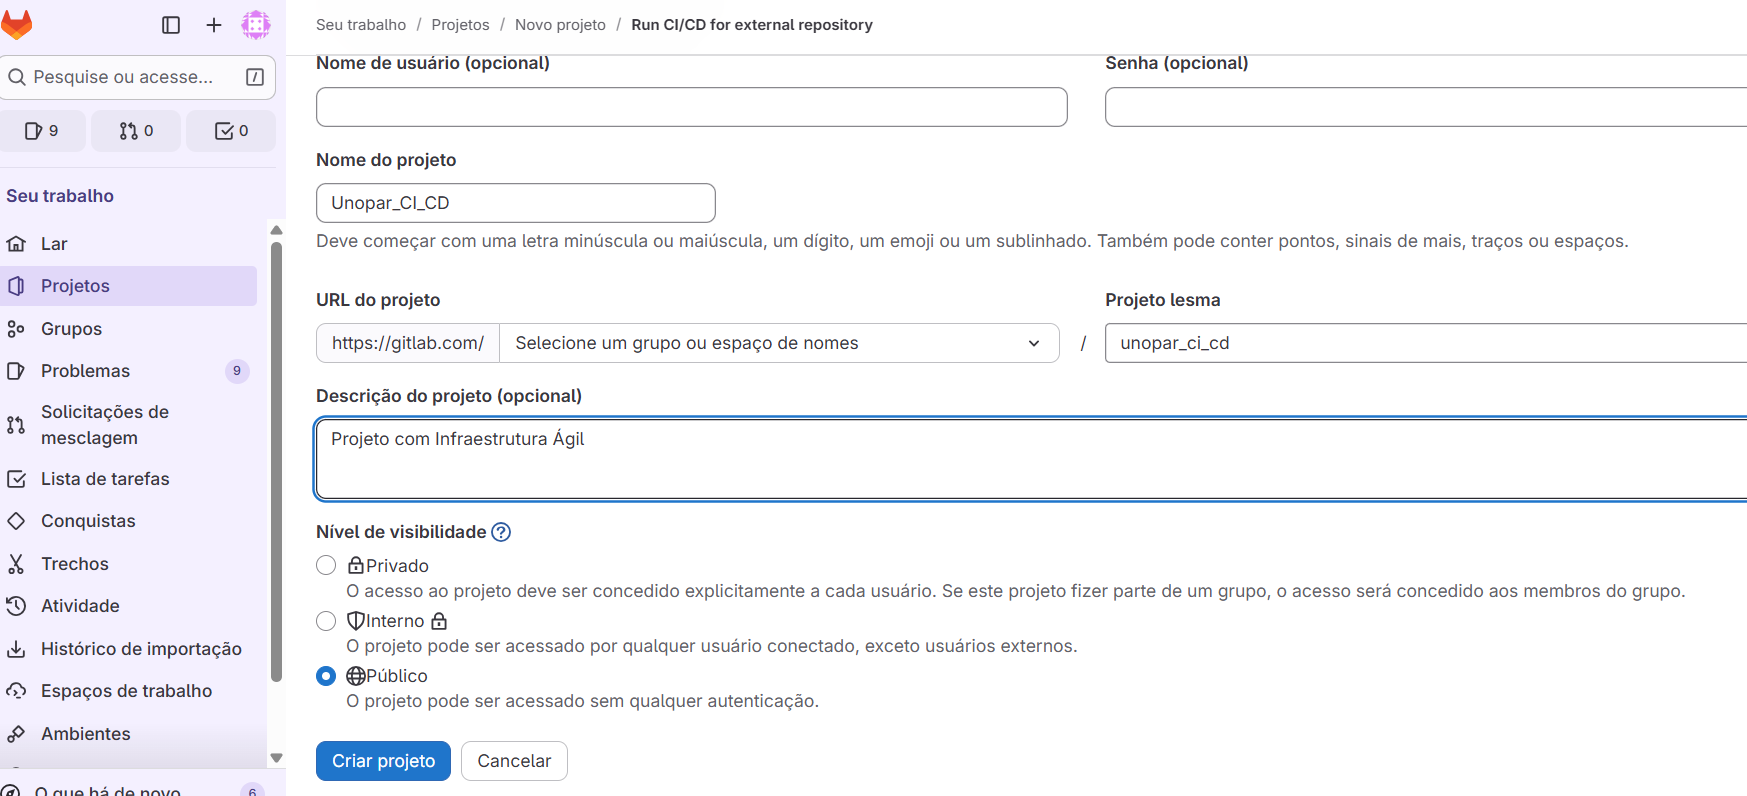 Seu trabalho / Projetos / Novo projeto / Run CI/CD for external repository
Pesquise ou acesse... /
9 0 0
Seu trabalho
Lar
Projetos
Grupos
Problemas 9
Solicitações de
mesclagem
Lista de tarefas
Conquistas
Trechos
Atividade
Histórico de importação
Espaços de trabalho
Ambientes
O que há de novo 6
Nome de usuário (opcional) Senha (opcional)
Nome do projeto
Unopar_CI_CD
Deve começar com uma letra minúscula ou maiúscula, um dígito, um emoji ou um sublinhado. Também pode conter pontos, sinais de mais, traços ou espaços.
URL do projeto Projeto lesma
https://gitlab.com/ Selecione um grupo ou espaço de nomes / unopar_ci_cd
Descrição do projeto (opcional)
Projeto com Infraestrutura Ágil
Nível de visibilidade ?
Privado
O acesso ao projeto deve ser concedido explicitamente a cada usuário. Se este projeto fizer parte de um grupo, o acesso será concedido aos membros do grupo.
Interno
O projeto pode ser acessado por qualquer usuário conectado, exceto usuários externos.
Público
O projeto pode ser acessado sem qualquer autenticação.
Criar projeto Cancelar